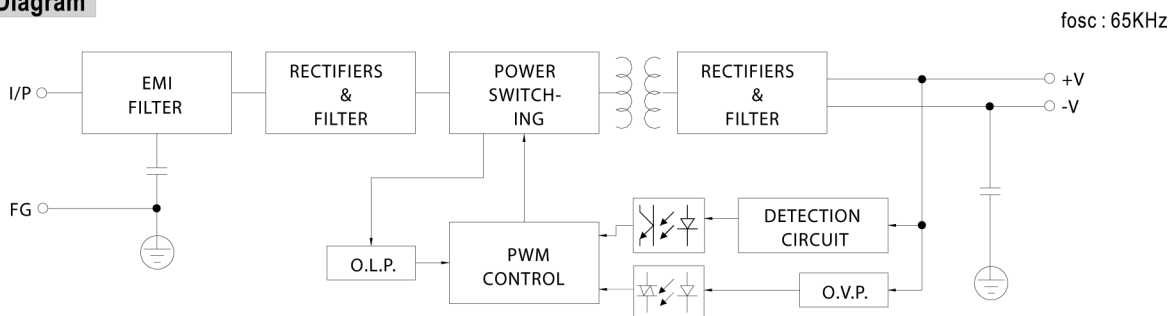 Diagram
fosc : 65KHz
I/P
EMI
FILTER
RECTIFIERS
&
FILTER
POWER
SWITCH-
ING
RECTIFIERS
&
FILTER
+V
-V
FG
O.L.P.
PWM
CONTROL
DETECTION
CIRCUIT
O.V.P.